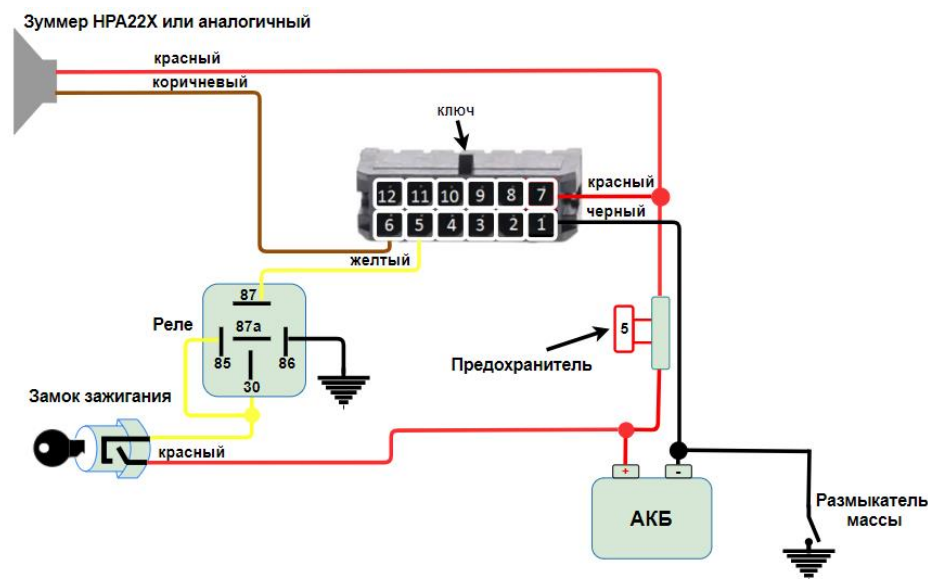 Зуммер HPA22X или аналогичный
красный
коричневый
ключ
красный
12 11 10 9 8 7
черный
6 5 4 3 2 1
желтый
87
Реле
87a
85
86
30
5
Предохранитель
Замок зажигания
красный
+
-
АКБ
Размыкатель
массы